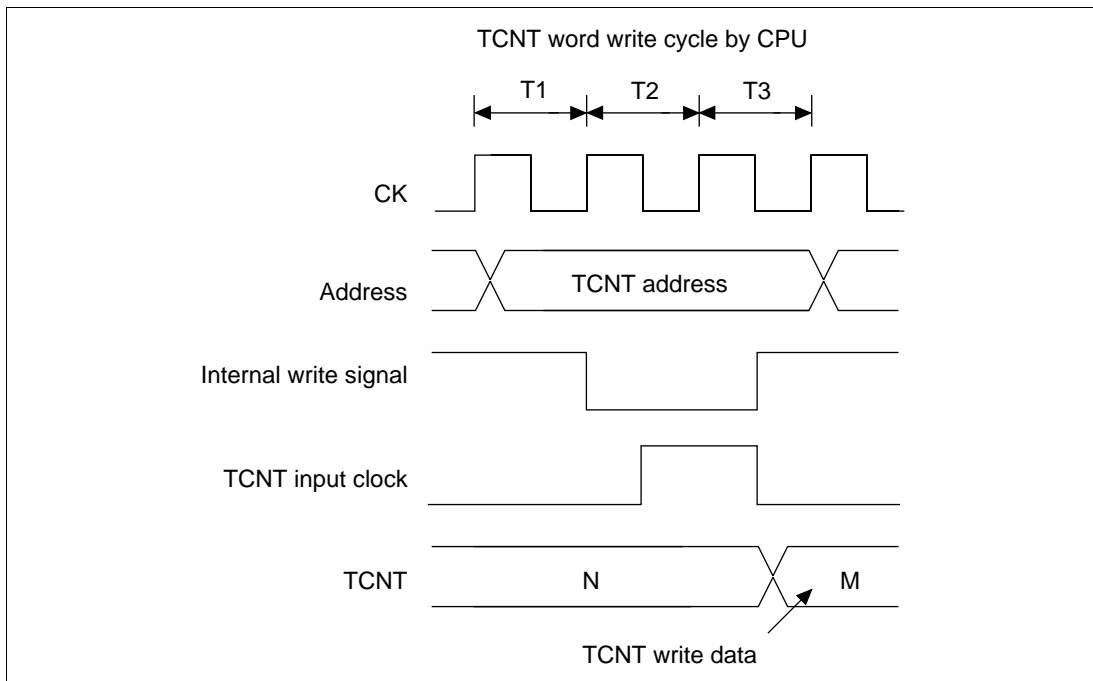 TCNT word write cycle by CPU
T1 T2 T3
CK
Address
TCNT address
Internal write signal
TCNT input clock
TCNT
N
M
TCNT write data